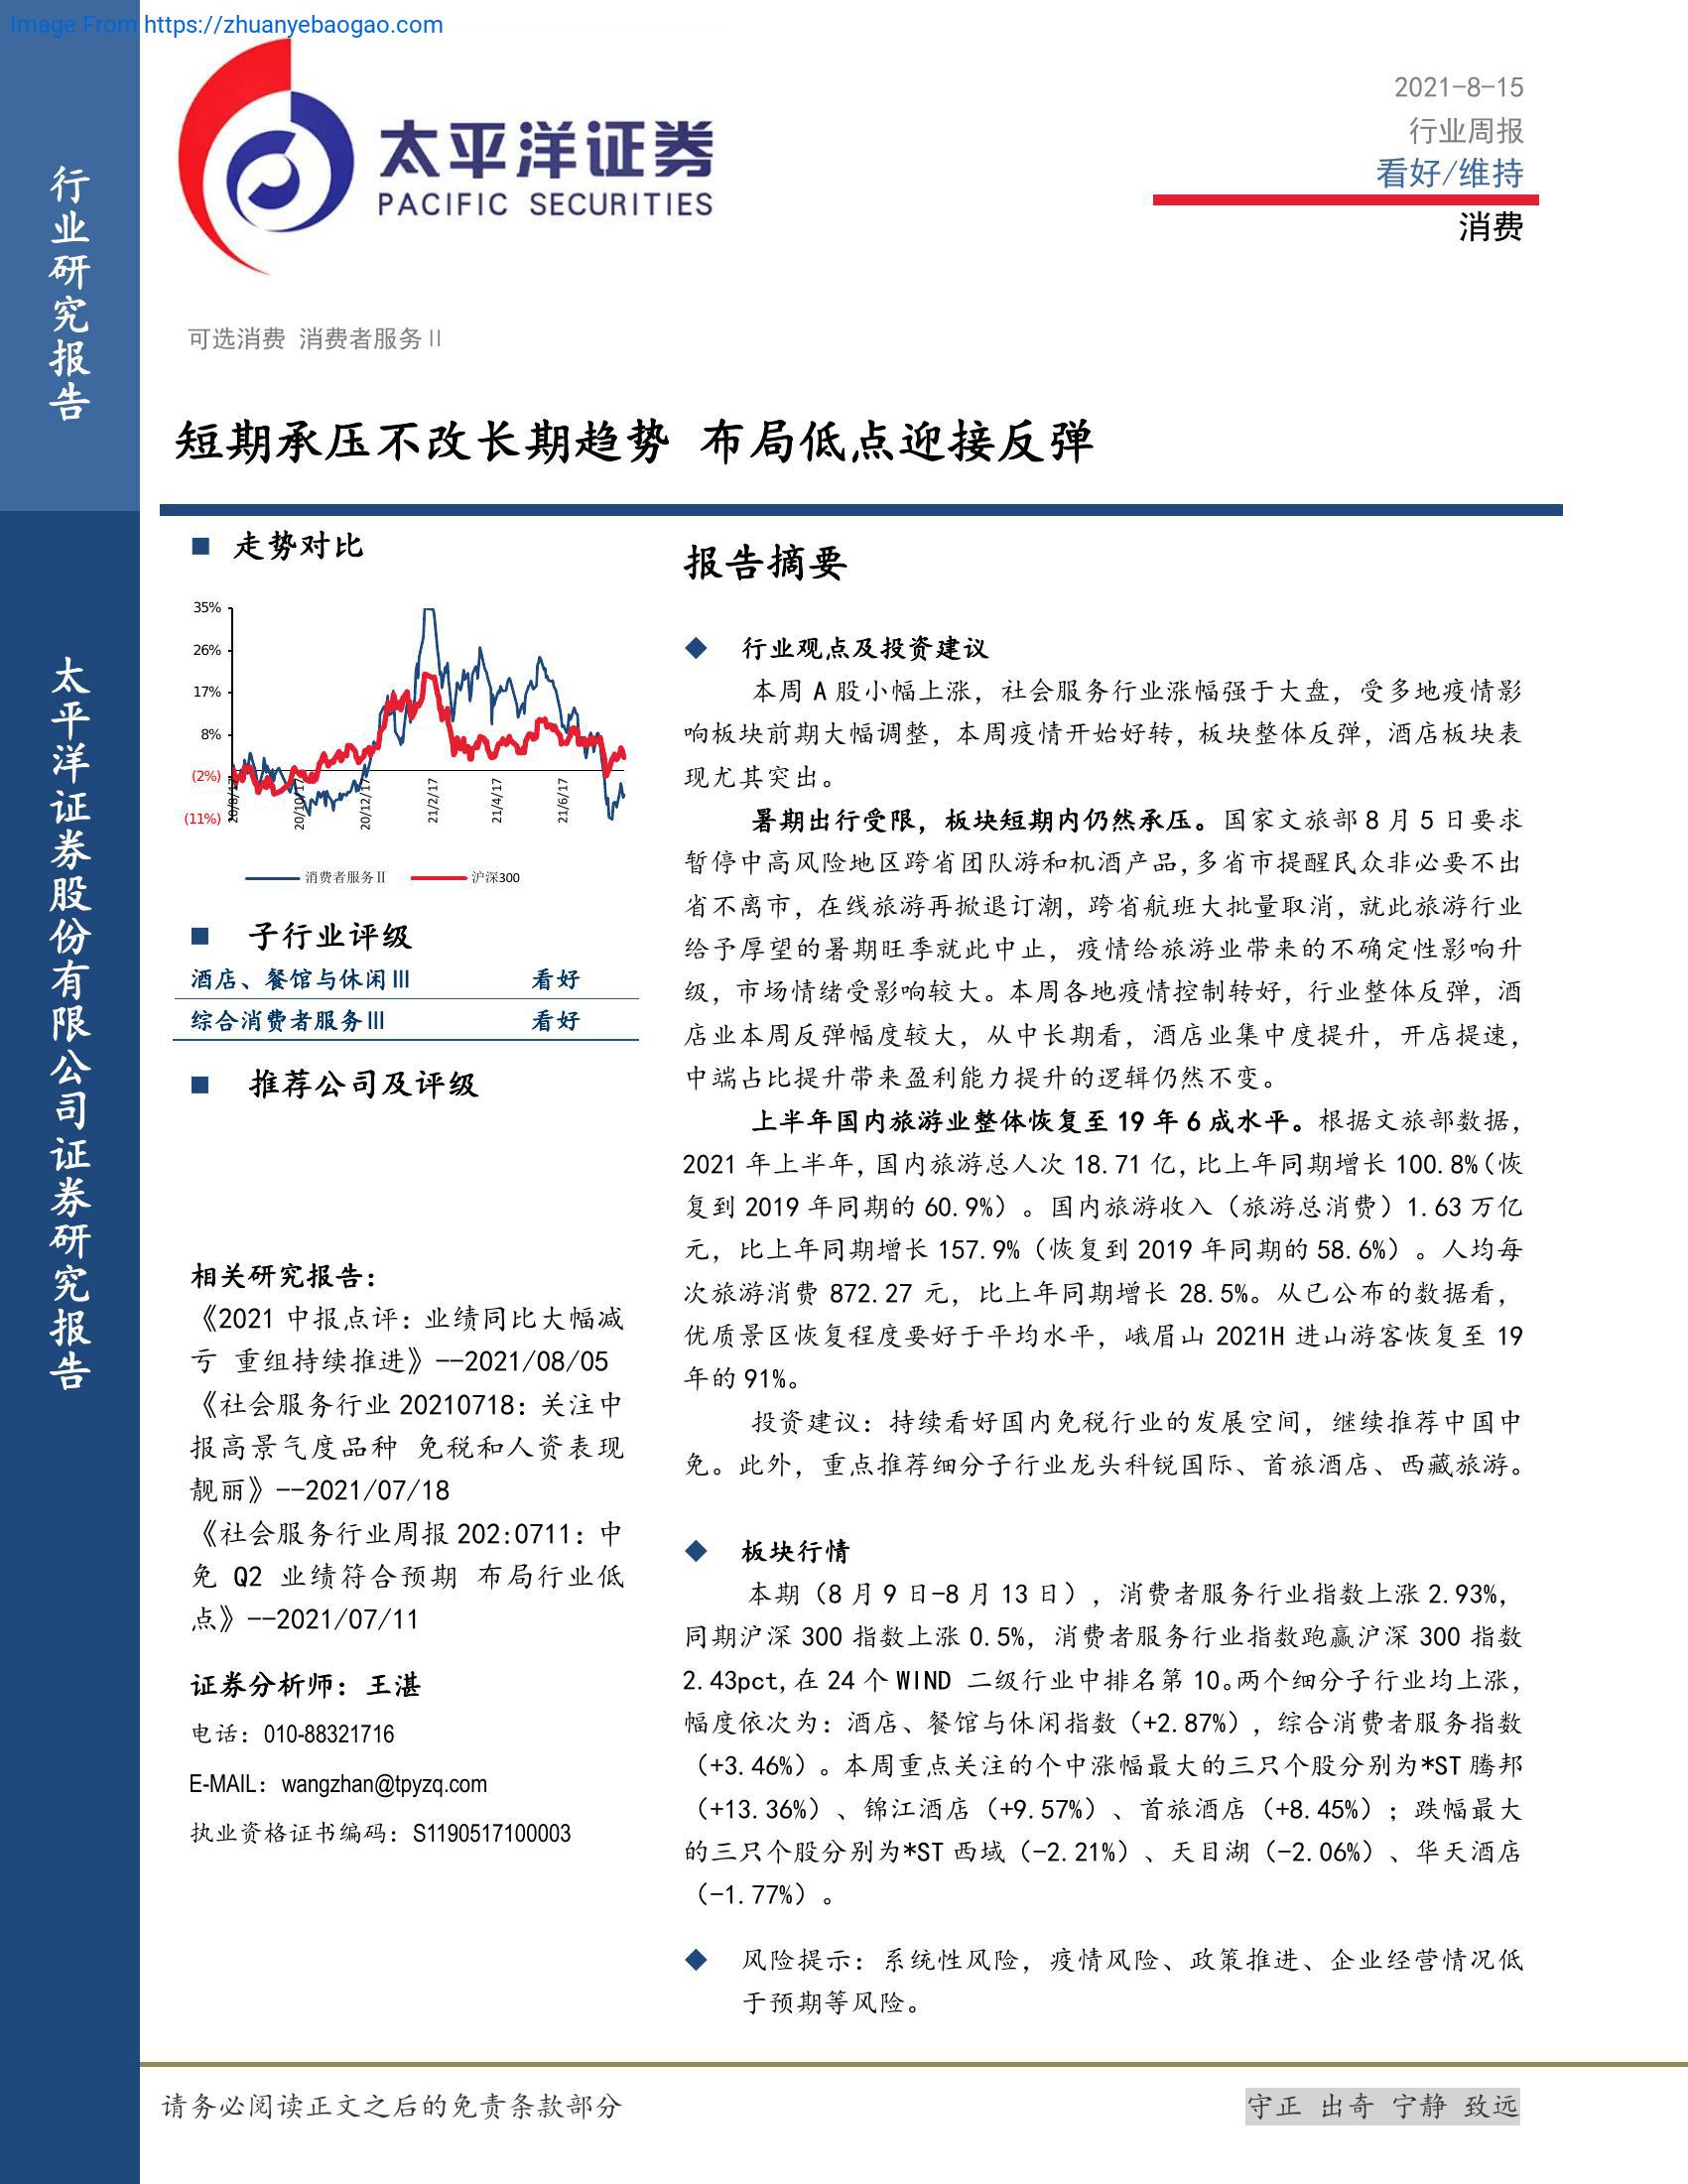 Image From https://zhuanyebaogao.com
行业研究报告
太平洋证券股份有限公司证券研究报告
太平洋证券
PACIFIC SECURITIES
2021-8-15
行业周报
看好/维持
消费
可选消费 消费者服务Ⅱ
短期承压不改长期趋势 布局低点迎接反弹
■ 走势对比
35%
26%
17%
8%
(2%)
(11%)
20/8/17
20/10/17
20/12/17
21/2/17
21/4/17
21/6/17
消费者服务Ⅱ
沪深300
■ 子行业评级
酒店、餐馆与休闲Ⅲ 看好
综合消费者服务Ⅲ 看好
■ 推荐公司及评级
相关研究报告：
《2021 中报点评：业绩同比大幅减
亏 重组持续推进》--2021/08/05
《社会服务行业 20210718：关注中
报高景气度品种 免税和人资表现
靓丽》--2021/07/18
《社会服务行业周报 202:0711：中
免 Q2 业绩符合预期 布局行业低
点》--2021/07/11
证券分析师：王湛
电话：010-88321716
E-MAIL：wangzhan@tpyzq.com
执业资格证书编码：S1190517100003
报告摘要
◆ 行业观点及投资建议
本周 A 股小幅上涨，社会服务行业涨幅强于大盘，受多地疫情影
响板块前期大幅调整，本周疫情开始好转，板块整体反弹，酒店板块表
现尤其突出。
暑期出行受限，板块短期内仍然承压。国家文旅部 8 月 5 日要求
暂停中高风险地区跨省团队游和机酒产品，多省市提醒民众非必要不出
省不离市，在线旅游再掀退订潮，跨省航班大批量取消，就此旅游行业
给予厚望的暑期旺季就此中止，疫情给旅游业带来的不确定性影响升
级，市场情绪受影响较大。本周各地疫情控制转好，行业整体反弹，酒
店业本周反弹幅度较大，从中长期看，酒店业集中度提升，开店提速，
中端占比提升带来盈利能力提升的逻辑仍然不变。
上半年国内旅游业整体恢复至 19 年 6 成水平。根据文旅部数据，
2021 年上半年，国内旅游总人次 18.71 亿，比上年同期增长 100.8%（恢
复到 2019 年同期的 60.9%）。国内旅游收入（旅游总消费）1.63 万亿
元，比上年同期增长 157.9%（恢复到 2019 年同期的 58.6%）。人均每
次旅游消费 872.27 元，比上年同期增长 28.5%。从已公布的数据看，
优质景区恢复程度要好于平均水平，峨眉山 2021H 进山游客恢复至 19
年的 91%。
投资建议：持续看好国内免税行业的发展空间，继续推荐中国中
免。此外，重点推荐细分子行业龙头科锐国际、首旅酒店、西藏旅游。
◆ 板块行情
本期（8 月 9 日-8 月 13 日），消费者服务行业指数上涨 2.93%，
同期沪深 300 指数上涨 0.5%，消费者服务行业指数跑赢沪深 300 指数
2.43pct，在 24 个 WIND 二级行业中排名第 10。两个细分子行业均上涨，
幅度依次为：酒店、餐馆与休闲指数（+2.87%），综合消费者服务指数
（+3.46%）。本周重点关注的个中涨幅最大的三只个股分别为*ST 腾邦
（+13.36%）、锦江酒店（+9.57%）、首旅酒店（+8.45%）；跌幅最大
的三只个股分别为*ST 西域（-2.21%）、天目湖（-2.06%）、华天酒店
（-1.77%）。
◆ 风险提示：系统性风险，疫情风险、政策推进、企业经营情况低
于预期等风险。
请务必阅读正文之后的免责条款部分
守正 出奇 宁静 致远